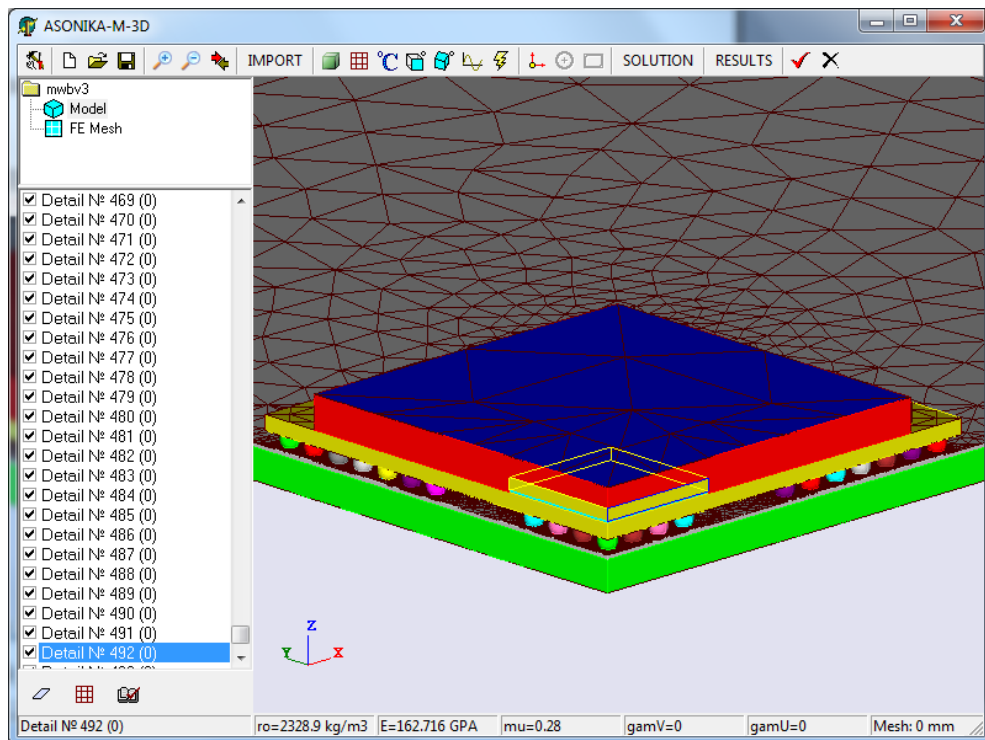 ASONIKA-M-3D
IMPORT °C SOLUTION RESULTS
mwbv3
Model
FE Mesh
Detail № 469 (0)
Detail № 470 (0)
Detail № 471 (0)
Detail № 472 (0)
Detail № 473 (0)
Detail № 474 (0)
Detail № 475 (0)
Detail № 476 (0)
Detail № 477 (0)
Detail № 478 (0)
Detail № 479 (0)
Detail № 480 (0)
Detail № 481 (0)
Detail № 482 (0)
Detail № 483 (0)
Detail № 484 (0)
Detail № 485 (0)
Detail № 486 (0)
Detail № 487 (0)
Detail № 488 (0)
Detail № 489 (0)
Detail № 490 (0)
Detail № 491 (0)
Detail № 492 (0)
Z
Y X
Detail № 492 (0) ro=2328.9 kg/m3 E=162.716 GPA mu=0.28 gamV=0 gamU=0 Mesh: 0 mm